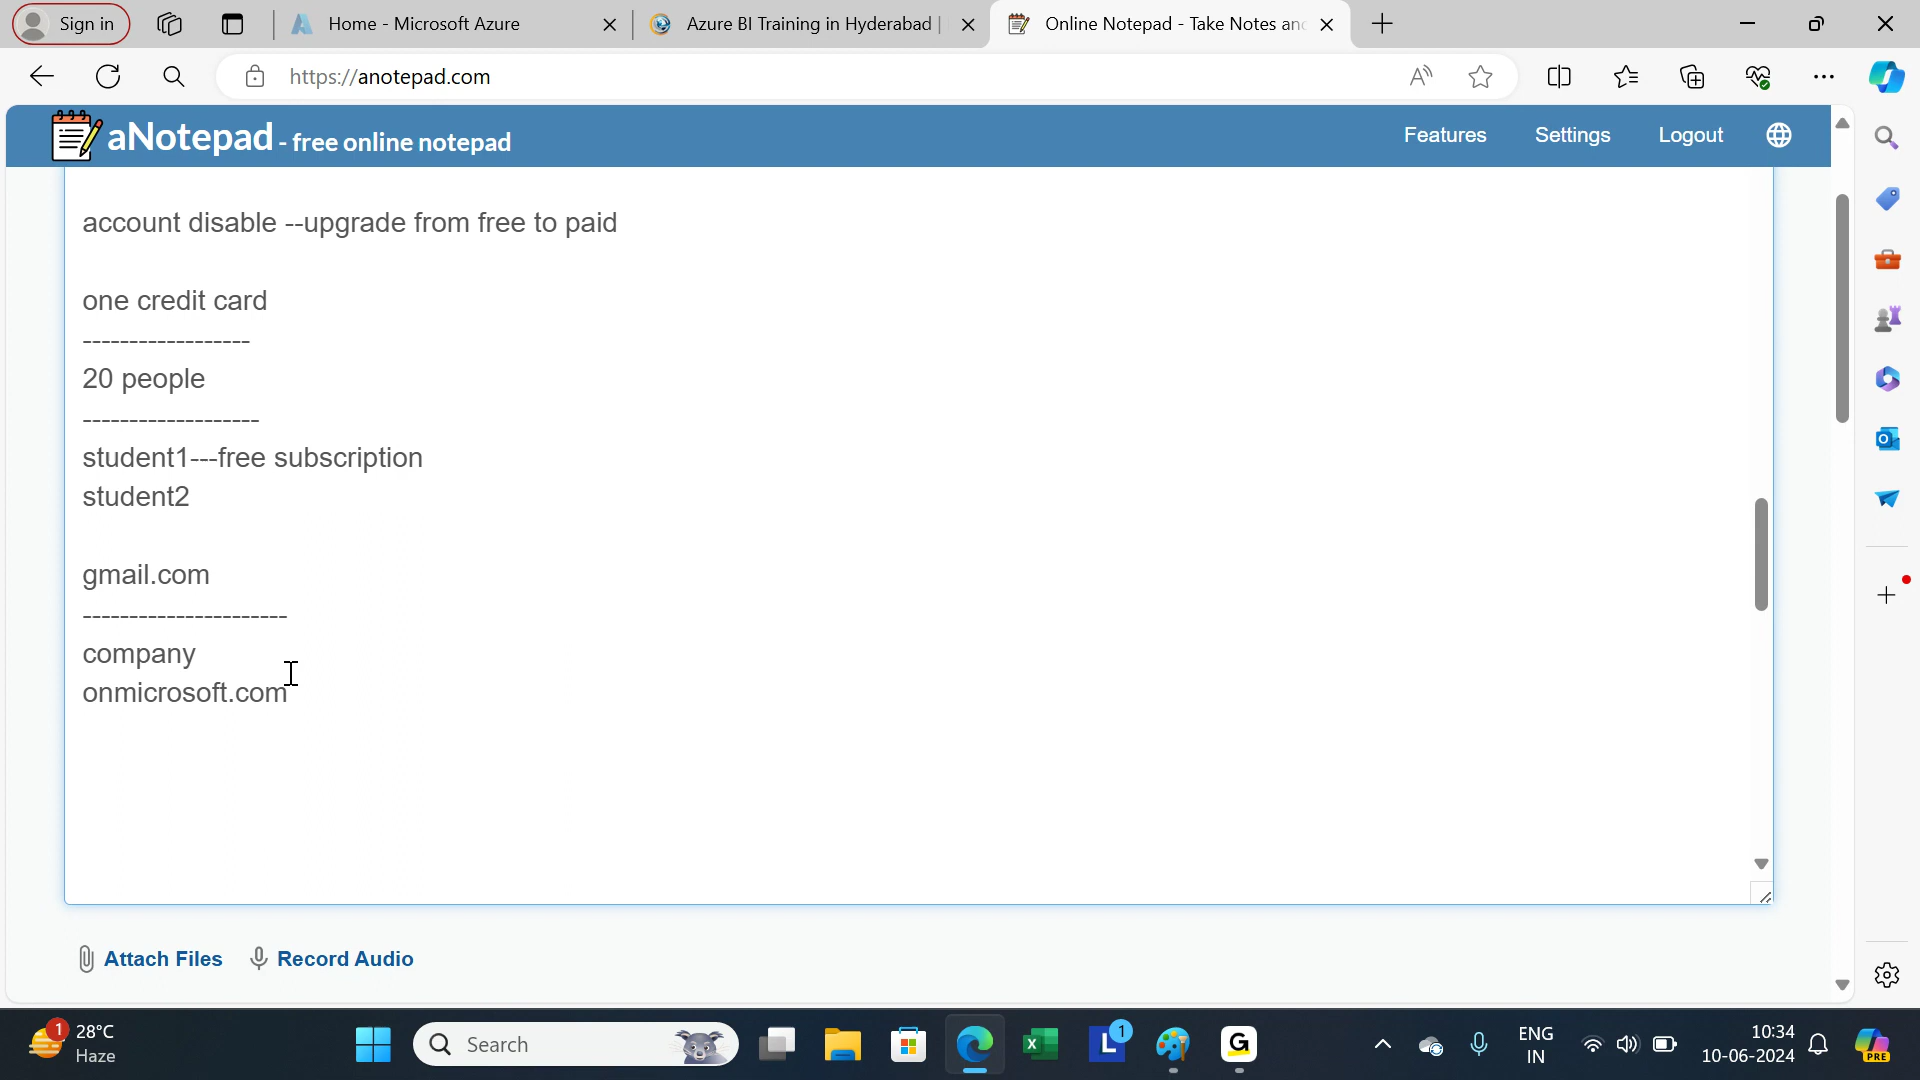 Sign in
Home - Microsoft Azure
Azure BI Training in Hyderabad |
Online Notepad - Take Notes an
https://anotepad.com
aNotepad - free online notepad
Features
Settings
Logout
account disable --upgrade from free to paid
one credit card
------------------
20 people
-------------------
student1---free subscription
student2
gmail.com
----------------------
company
onmicrosoft.com
Attach Files
Record Audio
1
28°C
Haze
Search
1
ENG
IN
10:34
10-06-2024
PRE